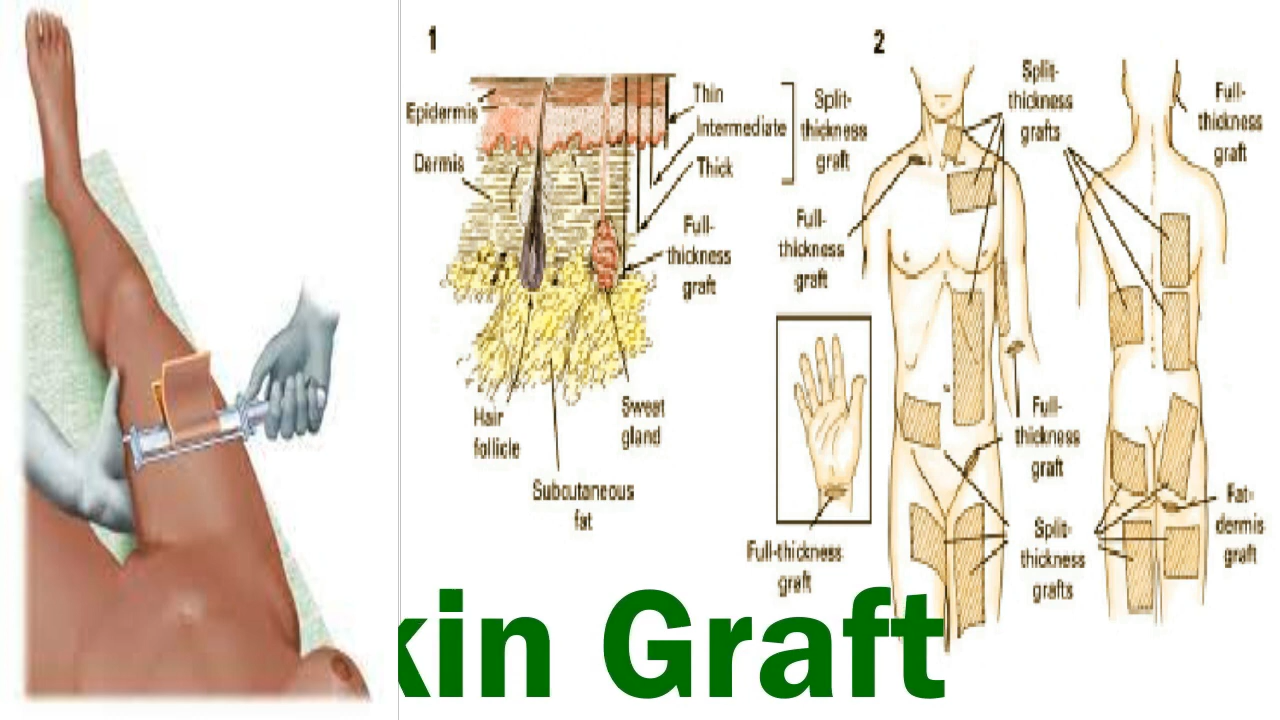 1
Epidermis
Dermis
Thin
Intermediate
Thick
Split-
thickness
graft
Full-
thickness
graft
Hair
follicle
Sweat
gland
Subcutaneous
fat
2
Split-
thickness
grafts
Full-
thickness
graft
Full-
thickness
graft
Full-
thickness
graft
Split-
thickness
grafts
Fat-
dermis
graft
Full-thickness
graft
kin Graft